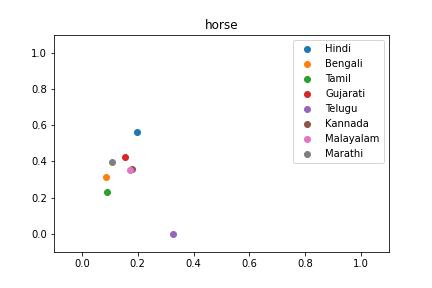 horse
1.0
0.8
0.6
0.4
0.2
0.0
0.0 0.2 0.4 0.6 0.8 1.0
Hindi
Bengali
Tamil
Gujarati
Telugu
Kannada
Malayalam
Marathi